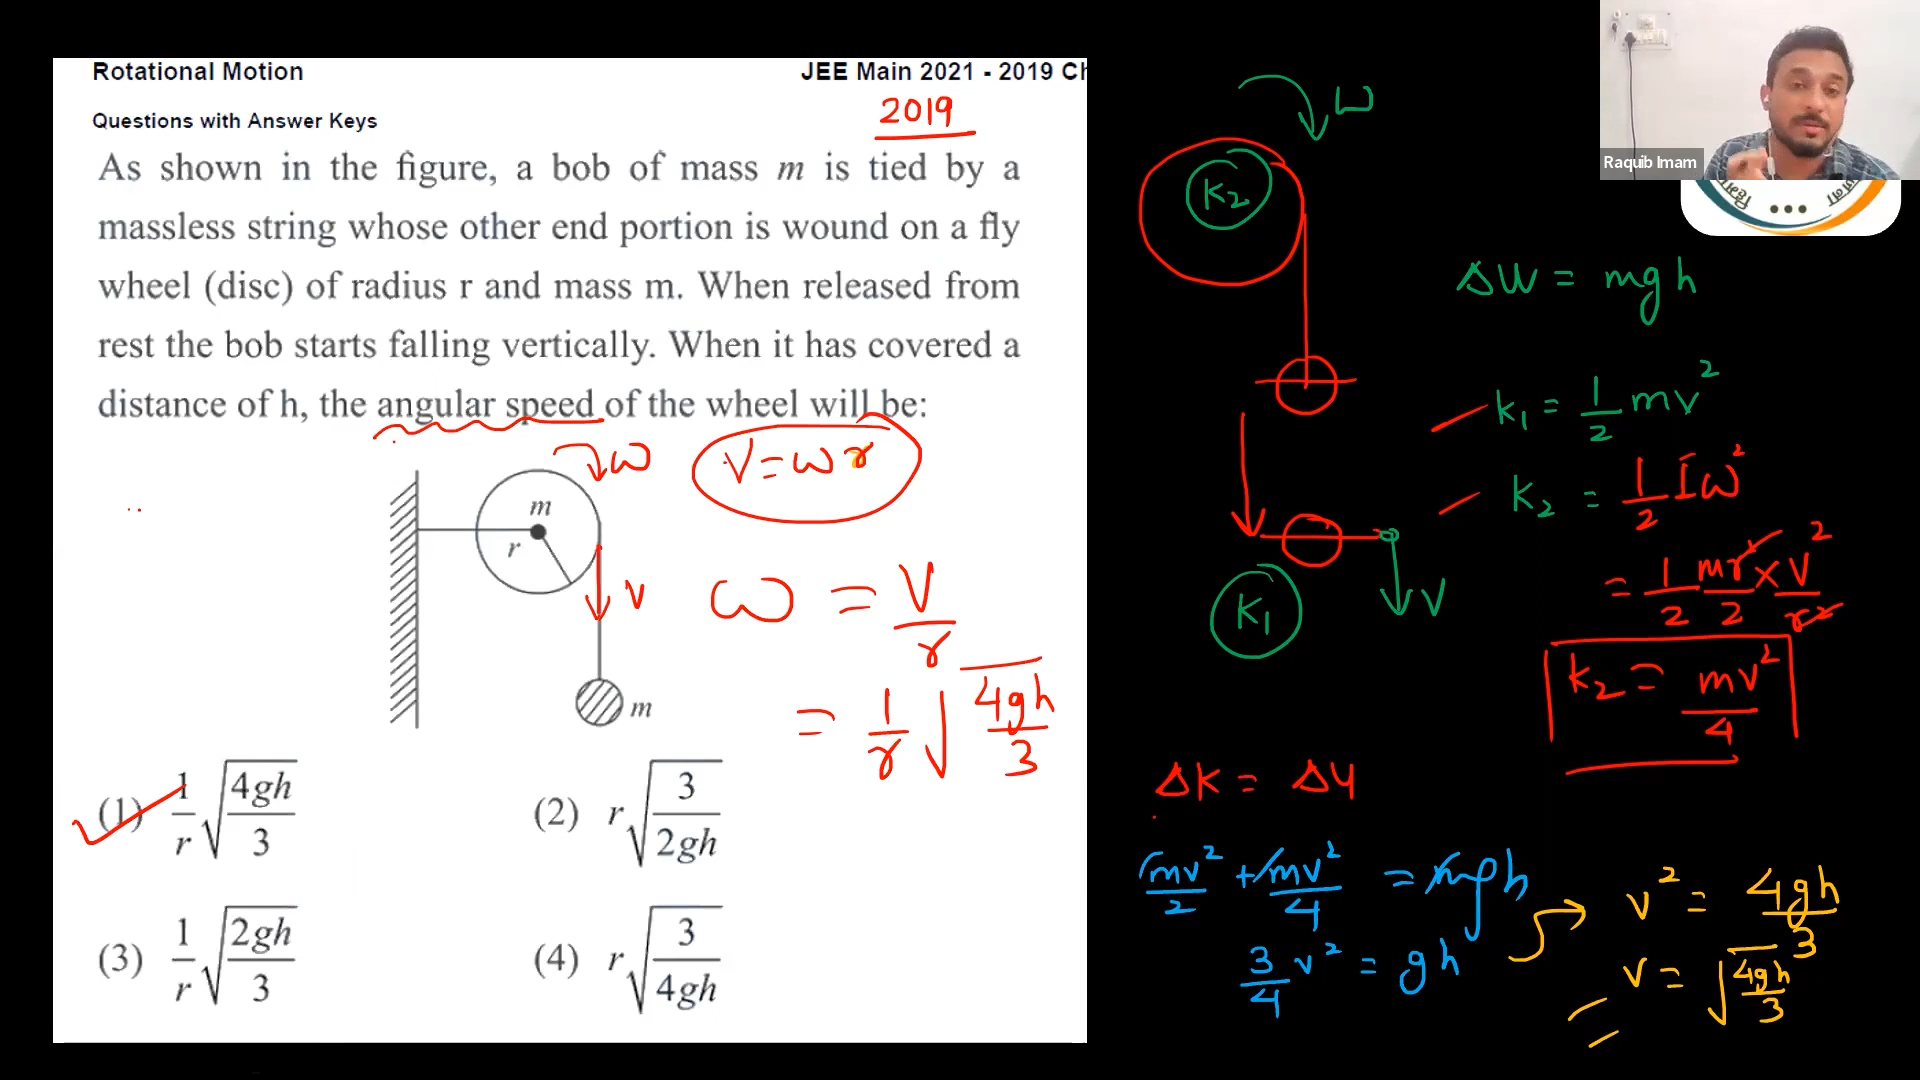 Rotational Motion
JEE Main 2021 - 2019 Ch
2019
Questions with Answer Keys
As shown in the figure, a bob of mass m is tied by a
massless string whose other end portion is wound on a fly
wheel (disc) of radius r and mass m. When released from
rest the bob starts falling vertically. When it has covered a
distance of h, the angular speed of the wheel will be:
ω
V = ωr
m
r
V
m
ω = V/r
= 1/r √(4gh/3)
(1) 1/r √(4gh/3)
(2) r √(3/2gh)
(3) 1/r √(2gh/3)
(4) r √(3/4gh)
ω
K₂
K₁
V
ΔW = mgh
K₁ = 1/2 mv²
K₂ = 1/2 Iω²
= 1/2 mr²/2 × V²/r²
K₂ = mv²/4
ΔK = ΔU
mv²/2 + mv²/4 = mgh
3/4 v² = gh
v² = 4gh/3
v = √(4gh/3)
Raquib Imam